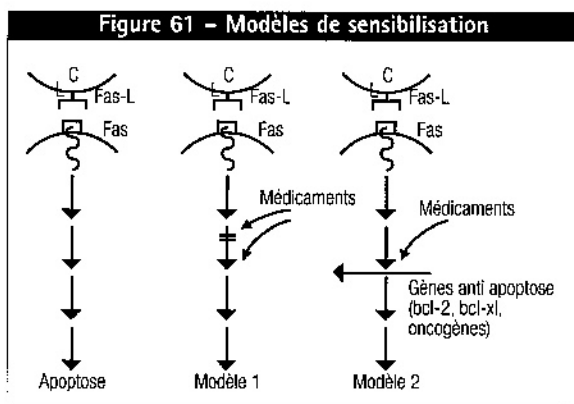 Figure 61 – Modèles de sensibilisation
C
L
Fas-L
Fas
C
L
Fas-L
Fas
C
L
Fas-L
Fas
Médicaments
Médicaments
Gènes anti apoptose
(bcl-2, bcl-xl,
oncogènes)
Apoptose
Modèle 1
Modèle 2